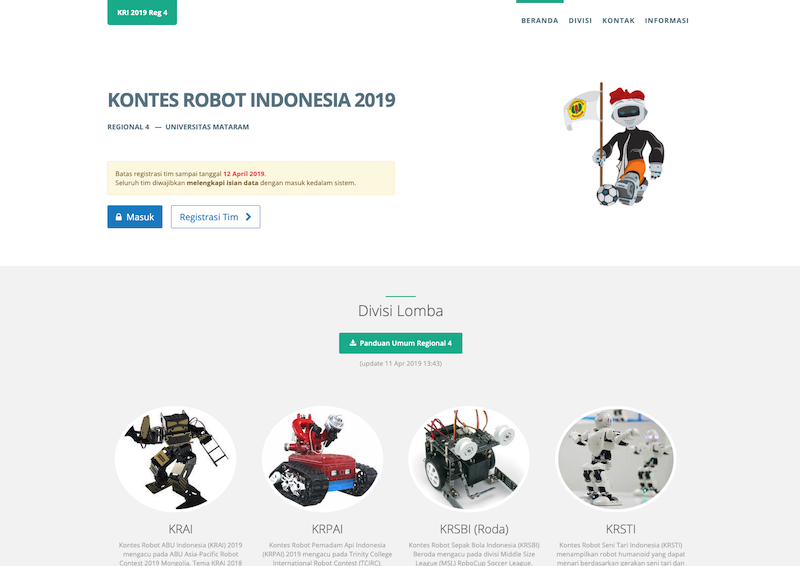 KRI 2019 Reg 4
BERANDA DIVISI KONTAK INFORMASI
KONTES ROBOT INDONESIA 2019
REGIONAL 4 — UNIVERSITAS MATARAM
Batas registrasi tim sampai tanggal 12 April 2019.
Seluruh tim diwajibkan melengkapi isian data dengan masuk kedalam sistem.
Masuk
Registrasi Tim
Divisi Lomba
Panduan Umum Regional 4
(update 11 Apr 2019 13:43)
KRAI
Kontes Robot ABU Indonesia (KRAI) 2019
mengacu pada ABU Asia-Pacific Robot
Contest 2019 Mongolia. Tema KRAI 2018
KRPAI
Kontes Robot Pemadam Api Indonesia
(KRPAI) 2019 mengacu pada Trinity College
International Robot Contest (TCIRC).
KRSBI (Roda)
Kontes Robot Sepak Bola Indonesia (KRSBI)
Beroda mengacu pada divisi Middle Size
League (MSL) RoboCup Soccer League.
KRSTI
Kontes Robot Seni Tari Indonesia (KRSTI)
menampilkan robot humanoid yang dapat
menari berdasarkan gerakan seni tari dan